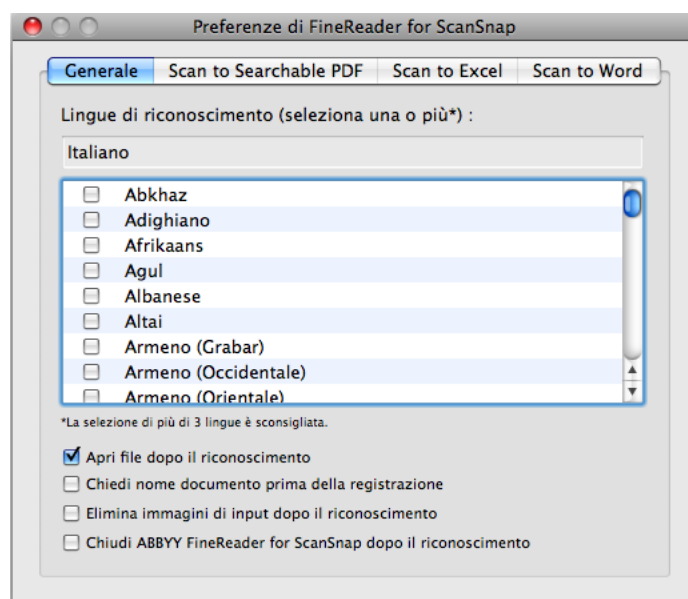 Preferenze di FineReader for ScanSnap
Generale Scan to Searchable PDF Scan to Excel Scan to Word
Lingue di riconoscimento (seleziona una o più*) :
Italiano
Abkhaz
Adighiano
Afrikaans
Agul
Albanese
Altai
Armeno (Grabar)
Armeno (Occidentale)
Armeno (Orientale)
*La selezione di più di 3 lingue è sconsigliata.
Apri file dopo il riconoscimento
Chiedi nome documento prima della registrazione
Elimina immagini di input dopo il riconoscimento
Chiudi ABBYY FineReader for ScanSnap dopo il riconoscimento